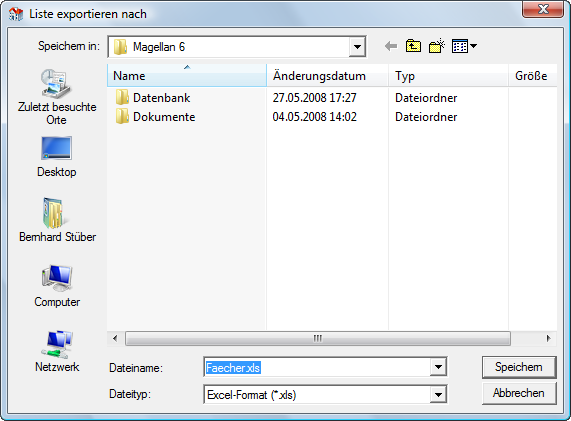 Liste exportieren nach
Speichern in: Magellan 6
Name Änderungsdatum Typ Größe
Datenbank 27.05.2008 17:27 Dateiordner
Dokumente 04.05.2008 14:02 Dateiordner
Zuletzt besuchte
Orte
Desktop
Bernhard Stüber
Computer
Netzwerk
Dateiname: Faecher.xls Speichern
Dateityp: Excel-Format (*.xls) Abbrechen